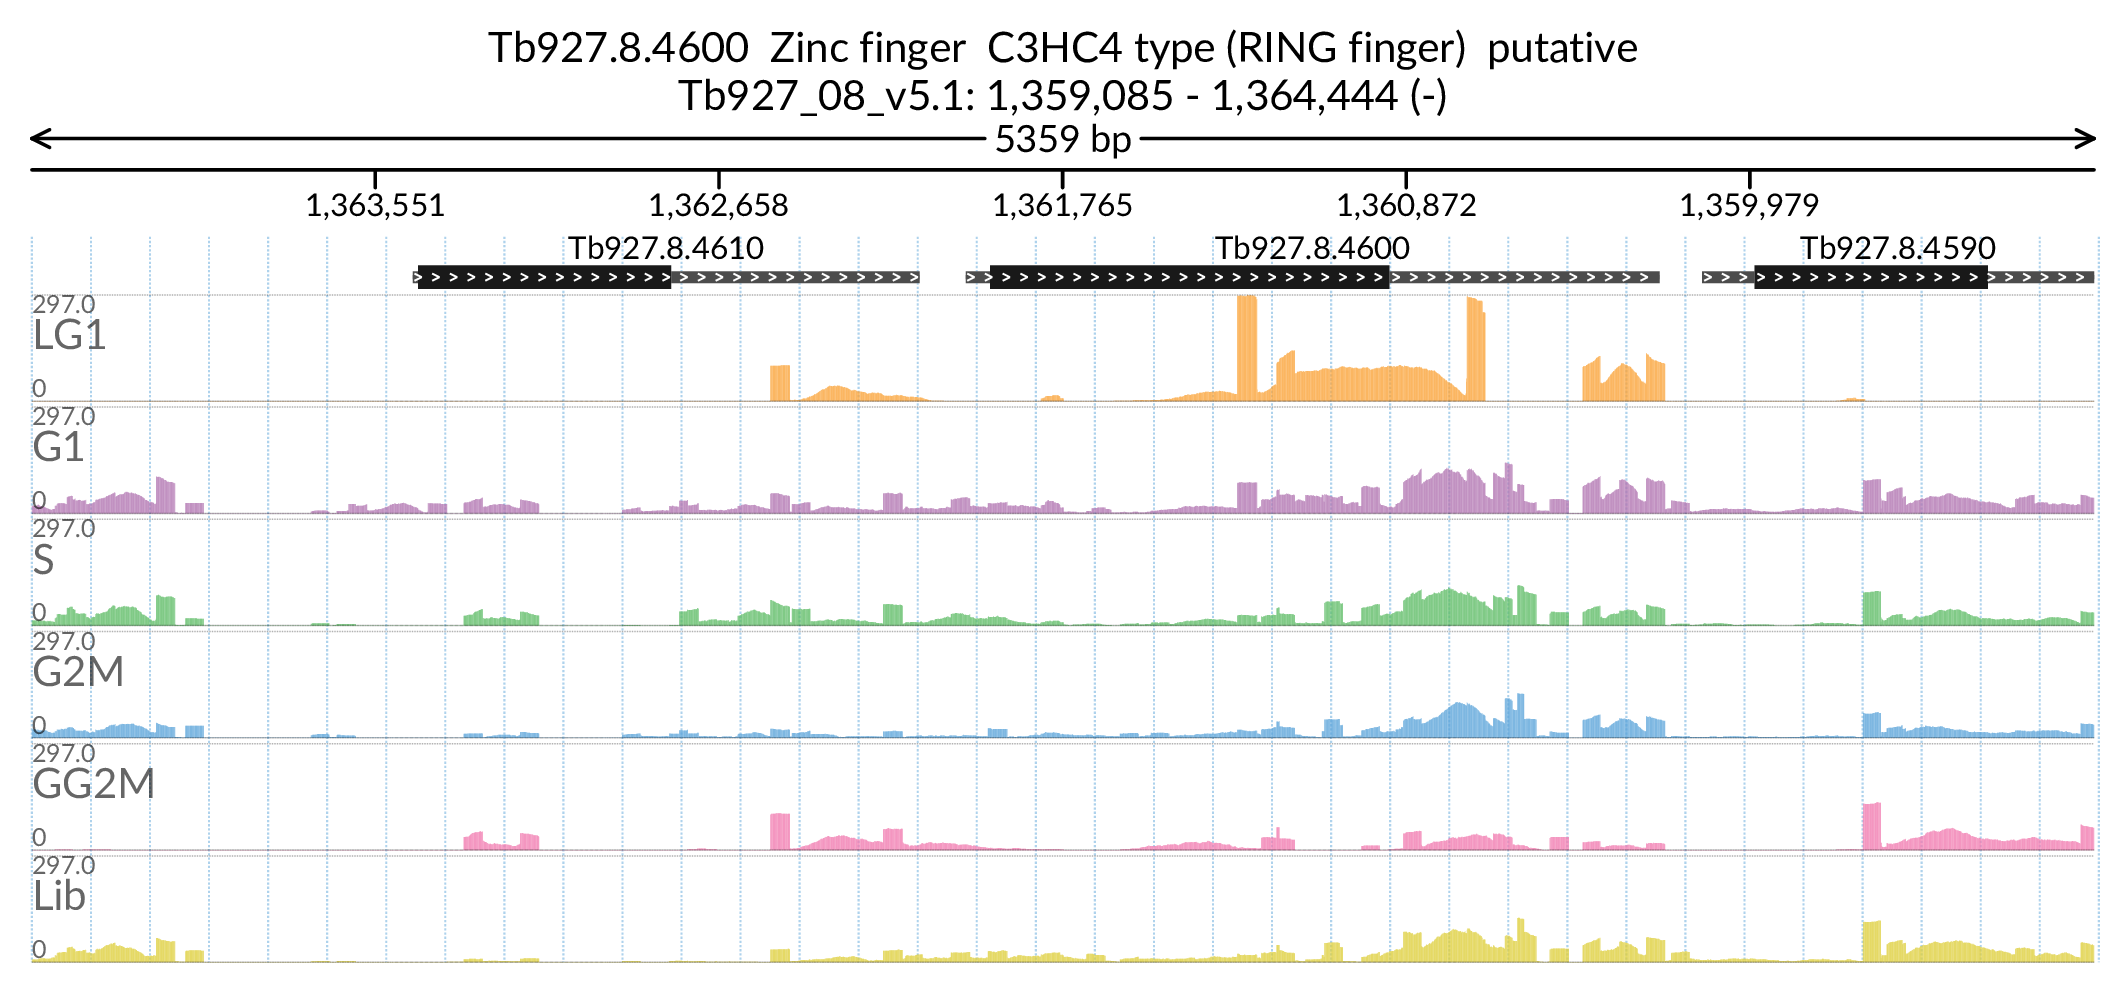 Tb927.8.4600  Zinc finger  C3HC4 type (RING finger)  putative
Tb927_08_v5.1: 1,359,085 - 1,364,444 (-)
5359 bp
1,363,551 1,362,658 1,361,765 1,360,872 1,359,979
Tb927.8.4610 Tb927.8.4600 Tb927.8.4590
297.0
LG1
0
297.0
G1
0
297.0
S
0
297.0
G2M
0
297.0
GG2M
0
297.0
Lib
0